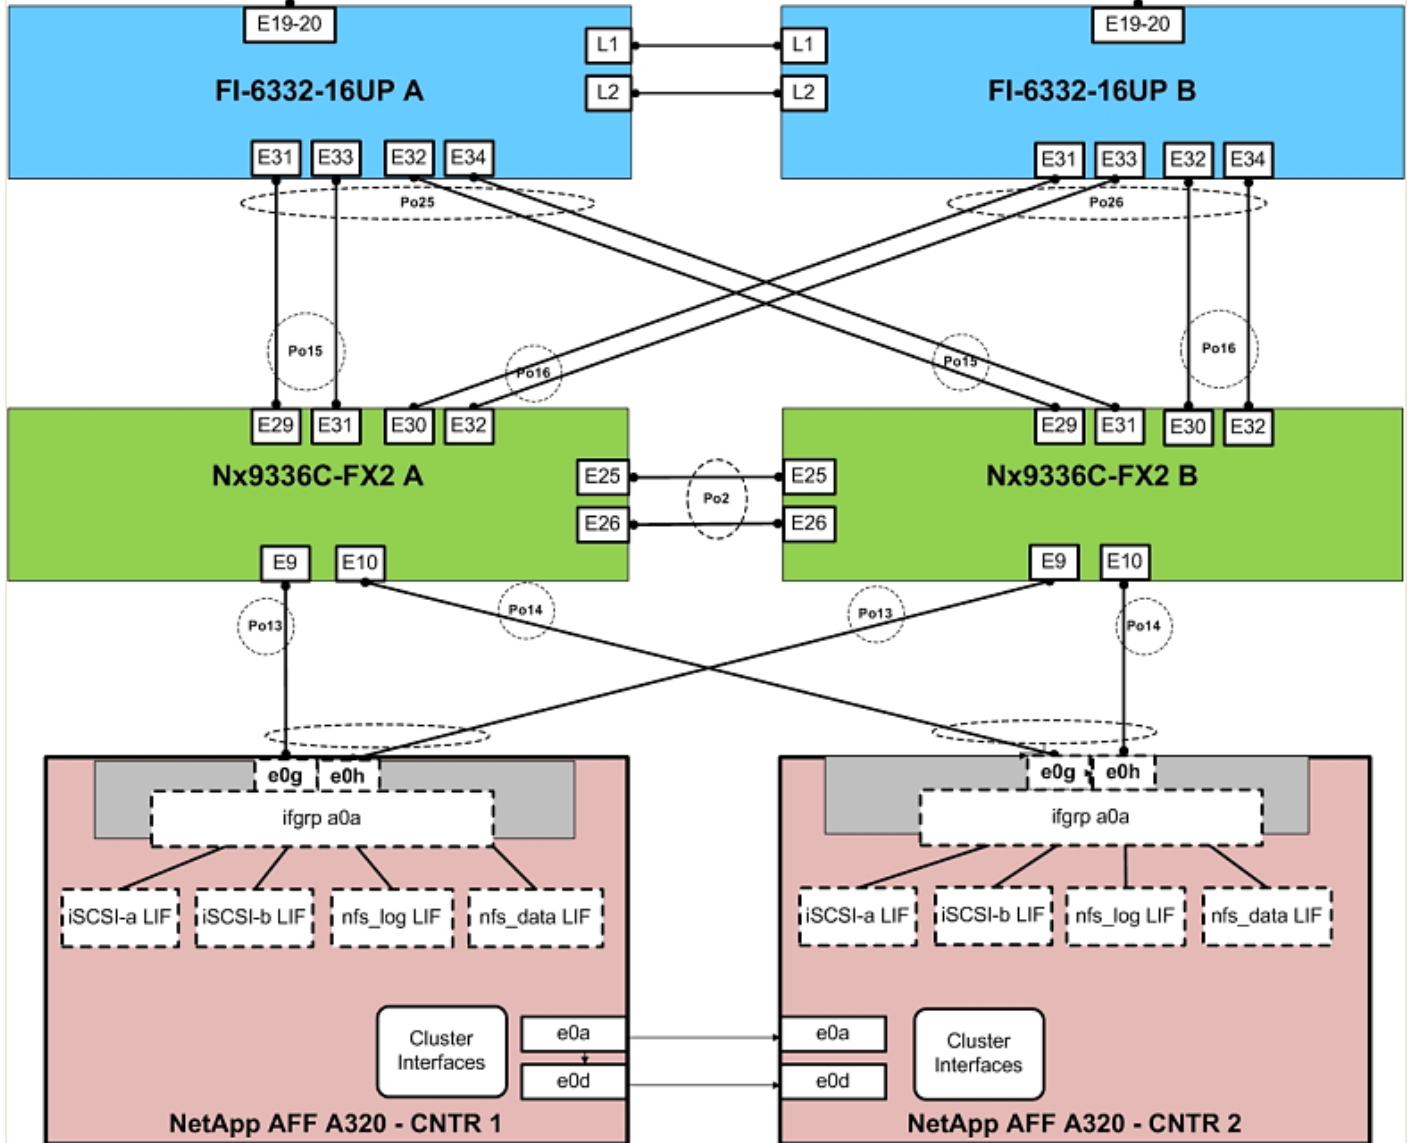 E19-20
E19-20
L1
L1
FI-6332-16UP A
FI-6332-16UP B
L2
L2
E31 E33 E32 E34
E31 E33 E32 E34
Po25
Po26
Po15
Po16
Po15
Po16
E29 E31 E30 E32
E29 E31 E30 E32
Nx9336C-FX2 A
E25
E25
Nx9336C-FX2 B
Po2
E26
E26
E9 E10
E9 E10
Po13
Po14
Po13
Po14
e0g e0h
e0g e0h
ifgrp a0a
ifgrp a0a
iSCSI-a LIF
iSCSI-b LIF
nfs_log LIF
nfs_data LIF
iSCSI-a LIF
iSCSI-b LIF
nfs_log LIF
nfs_data LIF
Cluster
Interfaces
e0a
e0d
e0a
e0d
Cluster
Interfaces
NetApp AFF A320 - CNTR 1
NetApp AFF A320 - CNTR 2